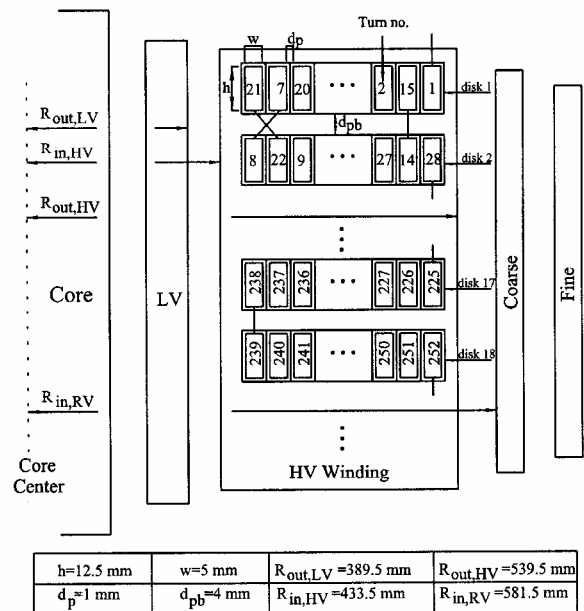 Turn no.
w
dp
h
21 7 20 ··· 2 15 1
disk 1
dpb
8 22 9 ··· 27 14 28
disk 2
Rout,LV
Rin,HV
Rout,HV
238 237 236 ··· 227 226 225
disk 17
239 240 241 ··· 250 251 252
disk 18
Core
LV
Coarse
Fine
Rin,RV
Core
Center
HV Winding
h=12.5 mm w=5 mm Rout,LV=389.5 mm Rout,HV=539.5 mm
dp=1 mm dpb=4 mm Rin,HV=433.5 mm Rin,RV=581.5 mm